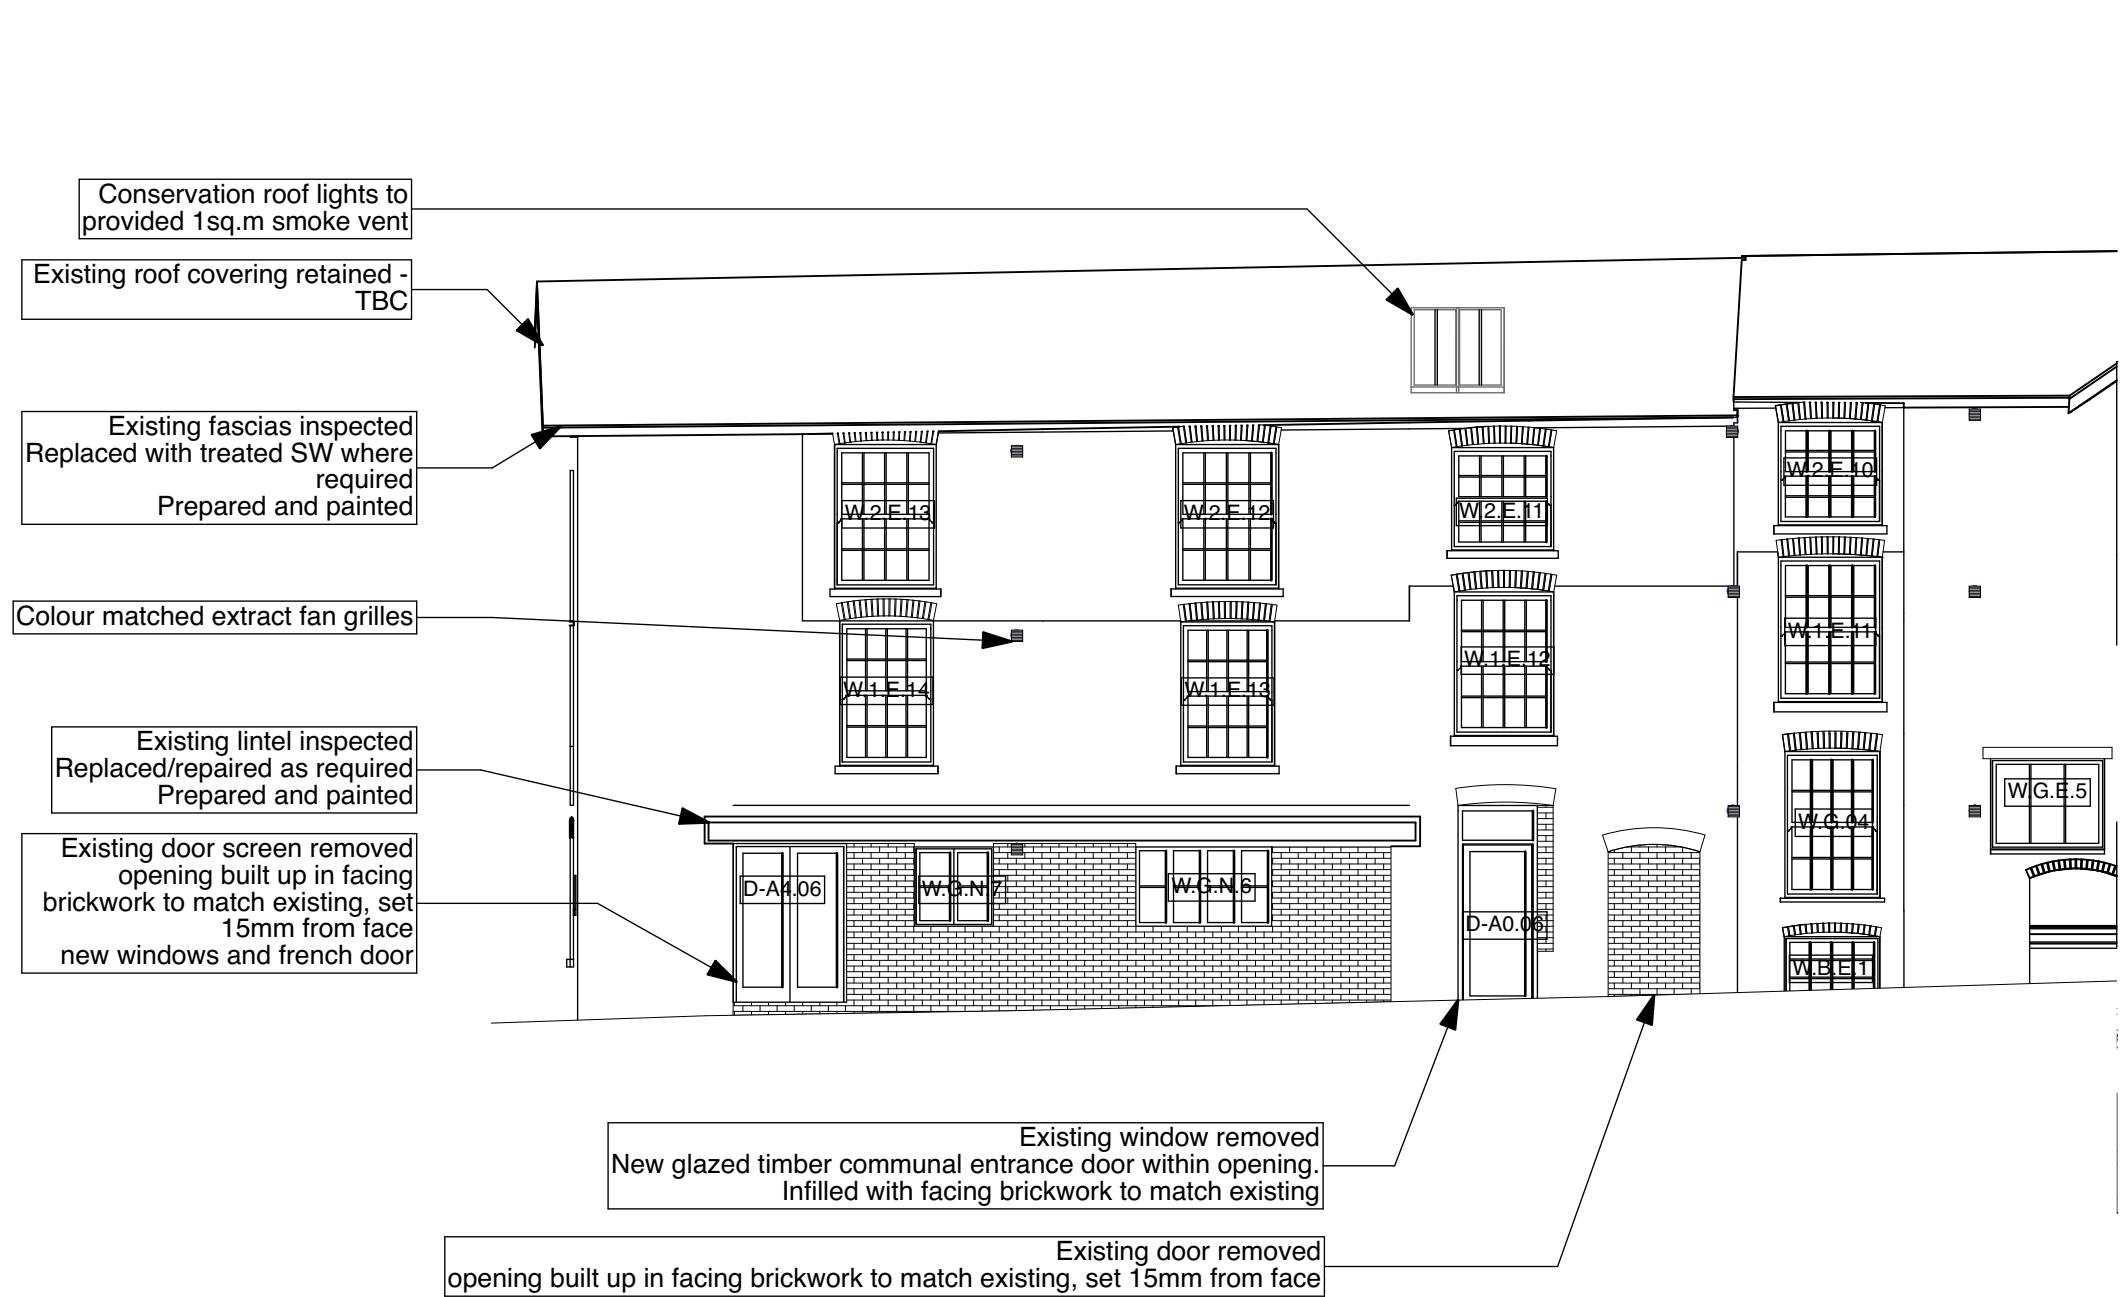 Conservation roof lights to
provided 1sq.m smoke vent
Existing roof covering retained -
TBC
Existing fascias inspected
Replaced with treated SW where
required
Prepared and painted
Colour matched extract fan grilles
Existing lintel inspected
Replaced/repaired as required
Prepared and painted
Existing door screen removed
opening built up in facing
brickwork to match existing, set
15mm from face
new windows and french door
W.2.E.13
W.2.E.12
W.2.E.11
W.2.E.10
W.1.E.14
W.1.E.13
W.1.E.12
W.1.E.11
W.G.E.5
W.G.04
D-A4.06
W.G.N.7
W.G.N.6
D-A0.06
W.B.E.1
Existing window removed
New glazed timber communal entrance door within opening.
Infilled with facing brickwork to match existing
Existing door removed
opening built up in facing brickwork to match existing, set 15mm from face